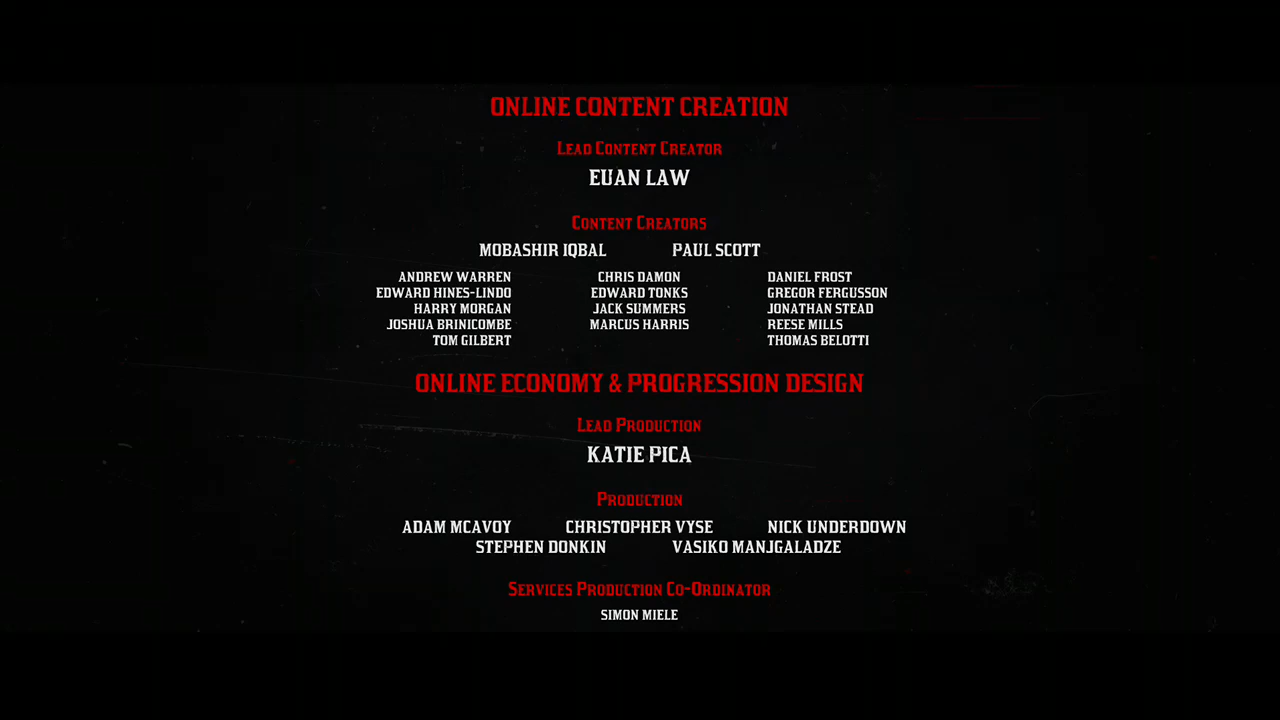 ONLINE CONTENT CREATION
LEAD CONTENT CREATOR
EUAN LAW
CONTENT CREATORS
MOBASHIR IQBAL PAUL SCOTT
ANDREW WARREN CHRIS DAMON DANIEL FROST
EDWARD HINES-LINDO EDWARD TONKS GREGOR FERGUSSON
HARRY MORGAN JACK SUMMERS JONATHAN STEAD
JOSHUA BRINICOMBE MARCUS HARRIS REESE MILLS
TOM GILBERT THOMAS BELOTTI
ONLINE ECONOMY & PROGRESSION DESIGN
LEAD PRODUCTION
KATIE PICA
PRODUCTION
ADAM MCAVOY CHRISTOPHER VYSE NICK UNDERDOWN
STEPHEN DONKIN VASIKO MANJGALADZE
SERVICES PRODUCTION CO-ORDINATOR
SIMON MIELE